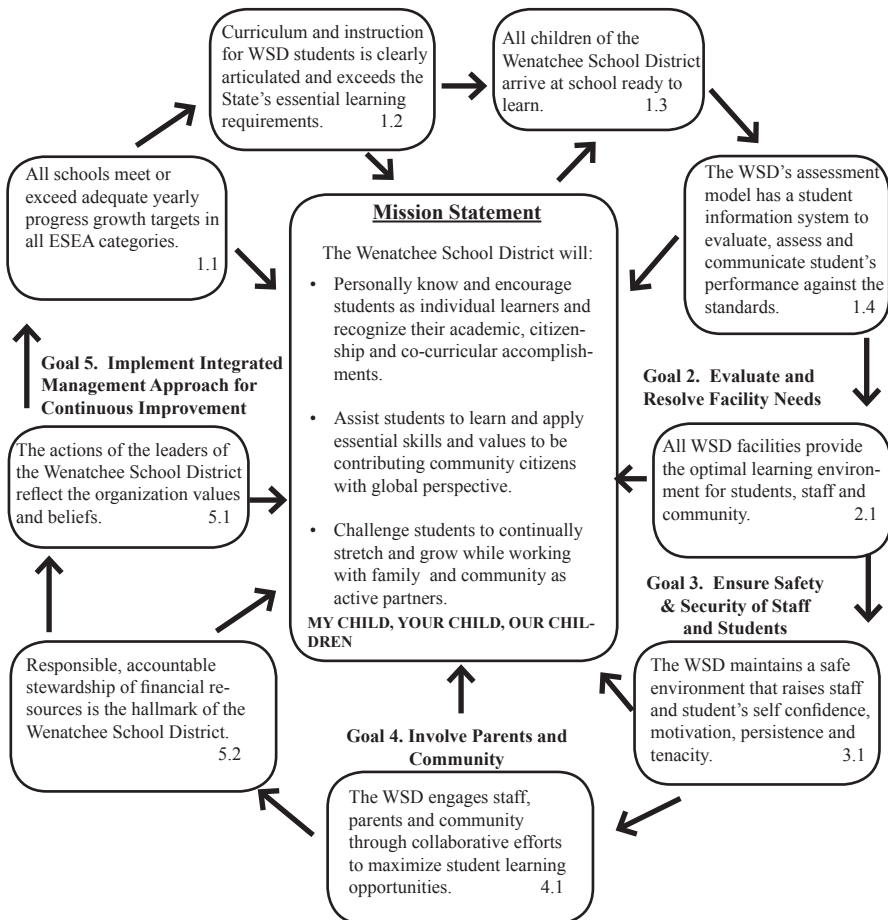 Curriculum and instruction
for WSD students is clearly
articulated and exceeds the
State's essential learning
requirements. 1.2
All children of the
Wenatchee School District
arrive at school ready to
learn. 1.3
All schools meet or
exceed adequate yearly
progress growth targets in
all ESEA categories.
1.1
Mission Statement
The Wenatchee School District will:
• Personally know and encourage
students as individual learners and
recognize their academic, citizen-
ship and co-curricular accomplish-
ments.
• Assist students to learn and apply
essential skills and values to be
contributing community citizens
with global perspective.
• Challenge students to continually
stretch and grow while working
with family and community as
active partners.
MY CHILD, YOUR CHILD, OUR CHIL-
DREN
The WSD's assessment
model has a student
information system to
evaluate, assess and
communicate student's
performance against the
standards. 1.4
Goal 5. Implement Integrated
Management Approach for
Continuous Improvement
Goal 2. Evaluate and
Resolve Facility Needs
The actions of the leaders of
the Wenatchee School District
reflect the organization values
and beliefs. 5.1
All WSD facilities provide
the optimal learning environ-
ment for students, staff and
community. 2.1
Goal 3. Ensure Safety
& Security of Staff
and Students
Responsible, accountable
stewardship of financial re-
sources is the hallmark of the
Wenatchee School District.
5.2
The WSD maintains a safe
environment that raises staff
and student's self confidence,
motivation, persistence and
tenacity. 3.1
Goal 4. Involve Parents and
Community
The WSD engages staff,
parents and community
through collaborative efforts
to maximize student learning
opportunities. 4.1